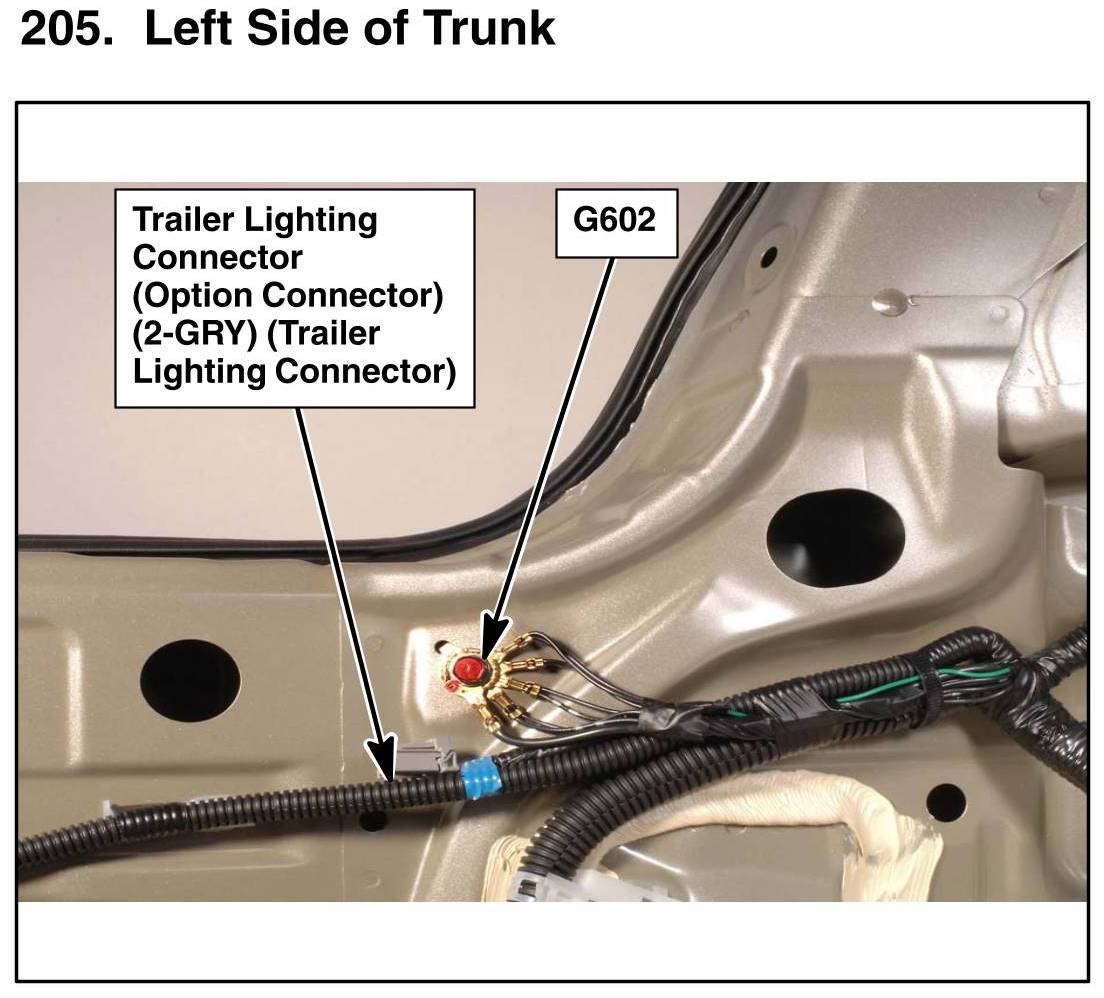 205. Left Side of Trunk
Trailer Lighting
Connector
(Option Connector)
(2-GRY) (Trailer
Lighting Connector)
G602